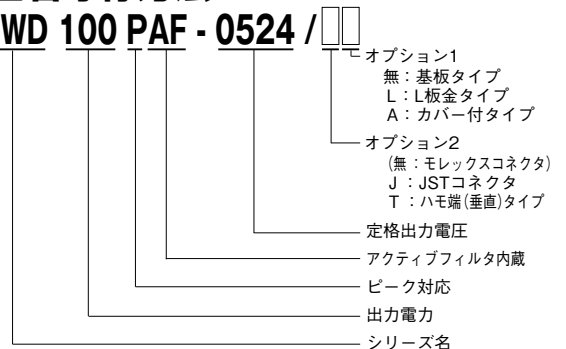 WD 100 PAF - 0524 / □□
オプション1
無：基板タイプ
L：L板金タイプ
A：カバー付タイプ
オプション2
(無：モレックスコネクタ)
J：JSTコネクタ
T：ハモ端(垂直)タイプ
定格出力電圧
アクティブフィルタ内蔵
ピーク対応
出力電力
シリーズ名